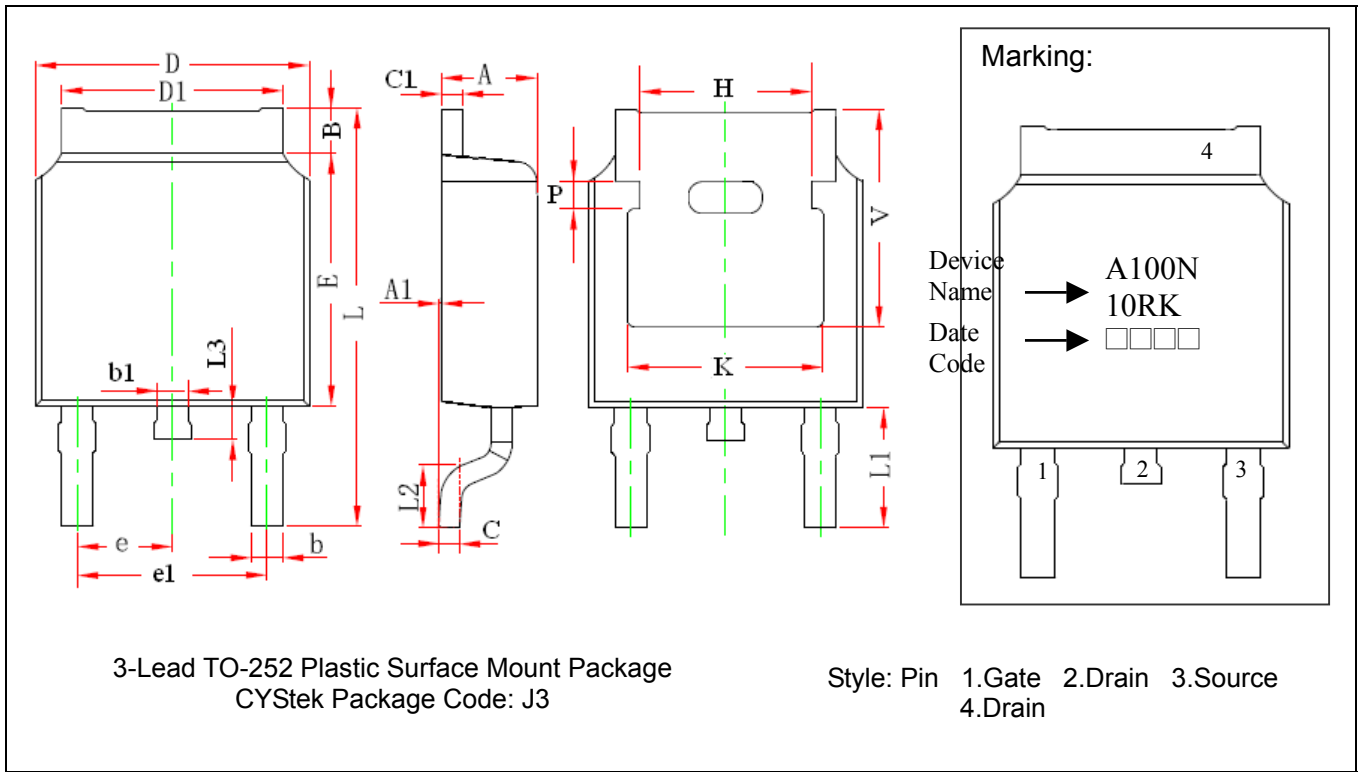 D
D1
B
E
L
L3
b1
e
e1
b
C1
A
A1
L2
C
H
P
V
K
L1
3-Lead TO-252 Plastic Surface Mount Package
CYStek Package Code: J3
Marking:
4
Device
Name
A100N
10RK
Date
Code
□□□□
1
2
3
Style: Pin 1.Gate 2.Drain 3.Source
4.Drain